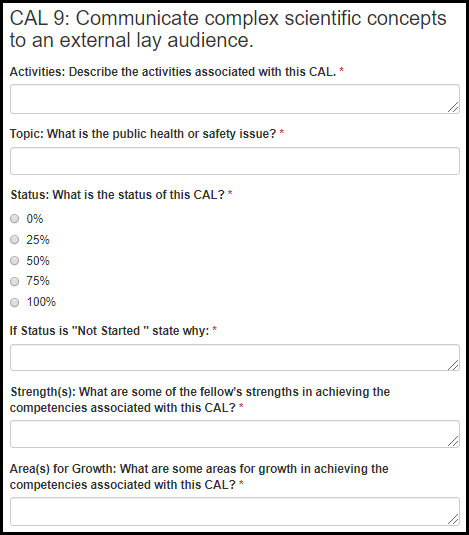 CAL 9: Communicate complex scientific concepts
to an external lay audience.
Activities: Describe the activities associated with this CAL. *
Topic: What is the public health or safety issue? *
Status: What is the status of this CAL? *
0%
25%
50%
75%
100%
If Status is "Not Started " state why: *
Strength(s): What are some of the fellow's strengths in achieving the
competencies associated with this CAL? *
Area(s) for Growth: What are some areas for growth in achieving the
competencies associated with this CAL? *